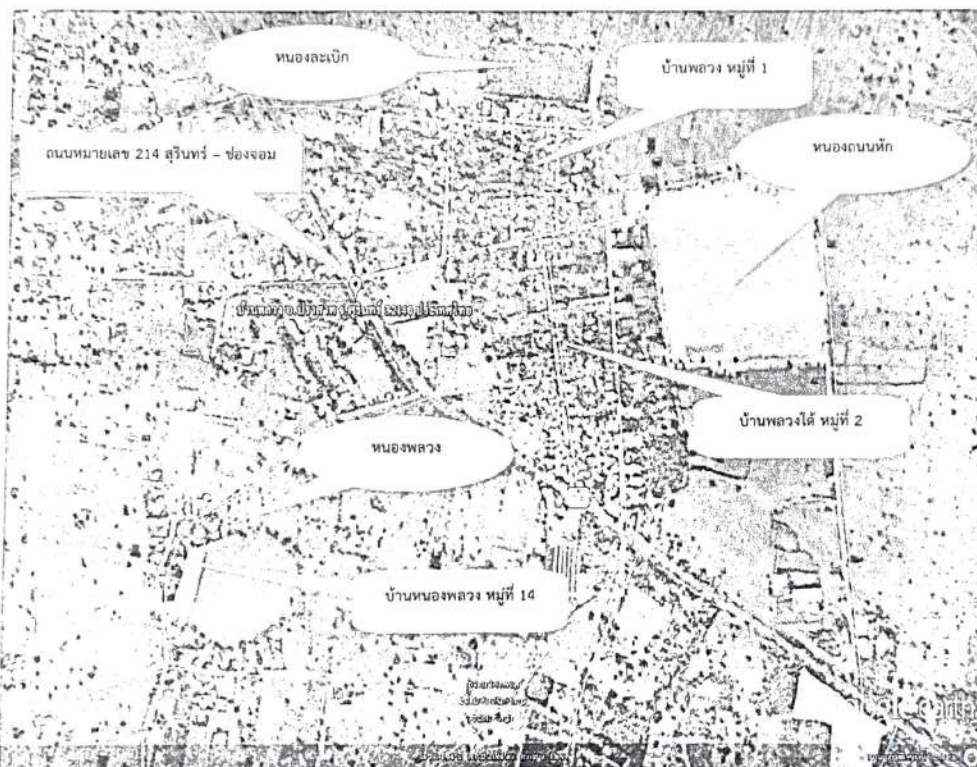 หนองละเบิก
บ้านพลวง หมู่ที่ 1
ถนนหมายเลข 214 สุรินทร์ – ช่องจอม
หนองถนนหัก
บ้านพลวงใต้ หมู่ที่ 2
หนองพลวง
บ้านหนองพลวง หมู่ที่ 14